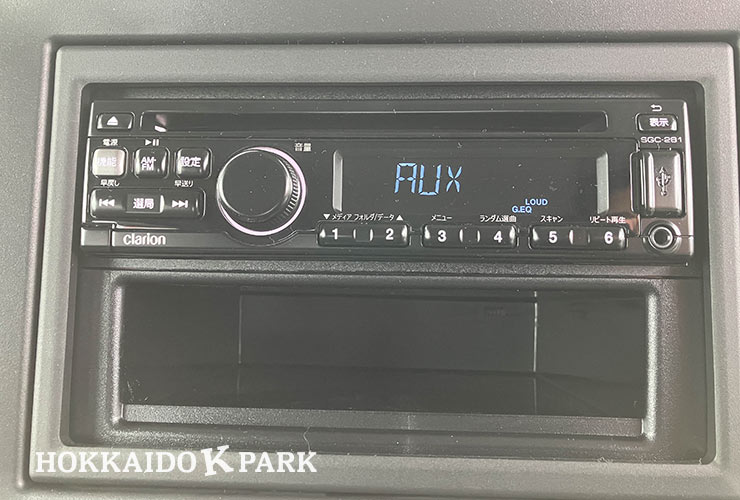 表示
SGC-281
電源
機能
AM-FM
設定
音量
早戻し
早送り
選局
AUX
LOUD
G.EQ
▼ メディア フォルダ/データ ▲
メニュー
ランダム選曲
スキャン
リピート再生
1 2 3 4 5 6
clarion
HOKKAIDO K PARK